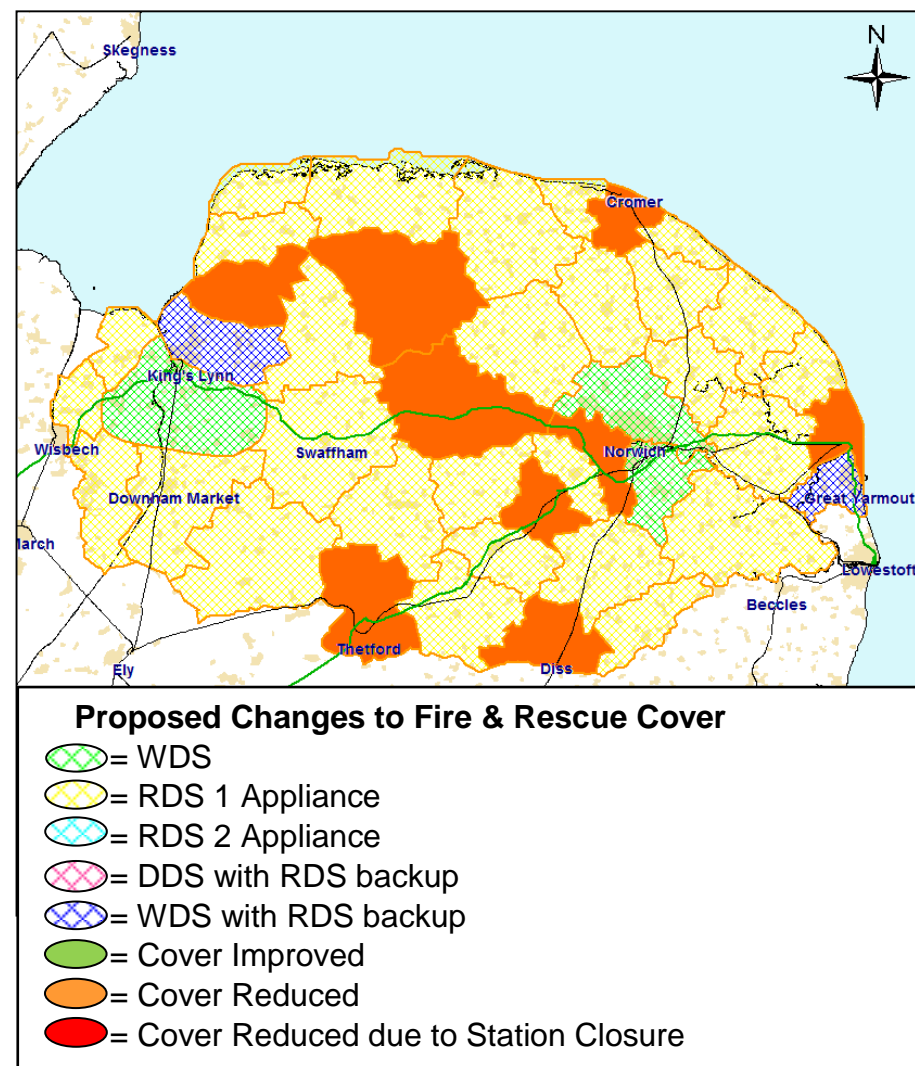 Skegness
N
Cromer
King's Lynn
Wisbech
Swaffham
Norwich
Downham Market
Great Yarmout
March
Lowestoft
Beccles
Thetford
Ely
Diss
Proposed Changes to Fire & Rescue Cover
= WDS
= RDS 1 Appliance
= RDS 2 Appliance
= DDS with RDS backup
= WDS with RDS backup
= Cover Improved
= Cover Reduced
= Cover Reduced due to Station Closure